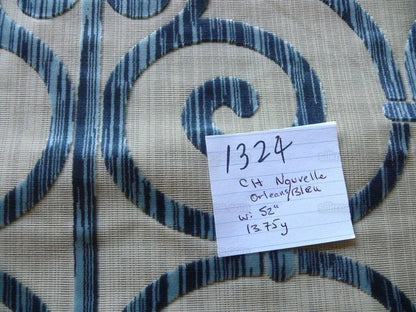 1324
CH Nouvelle
Orleans/Bleu
W: 52"
13.75y